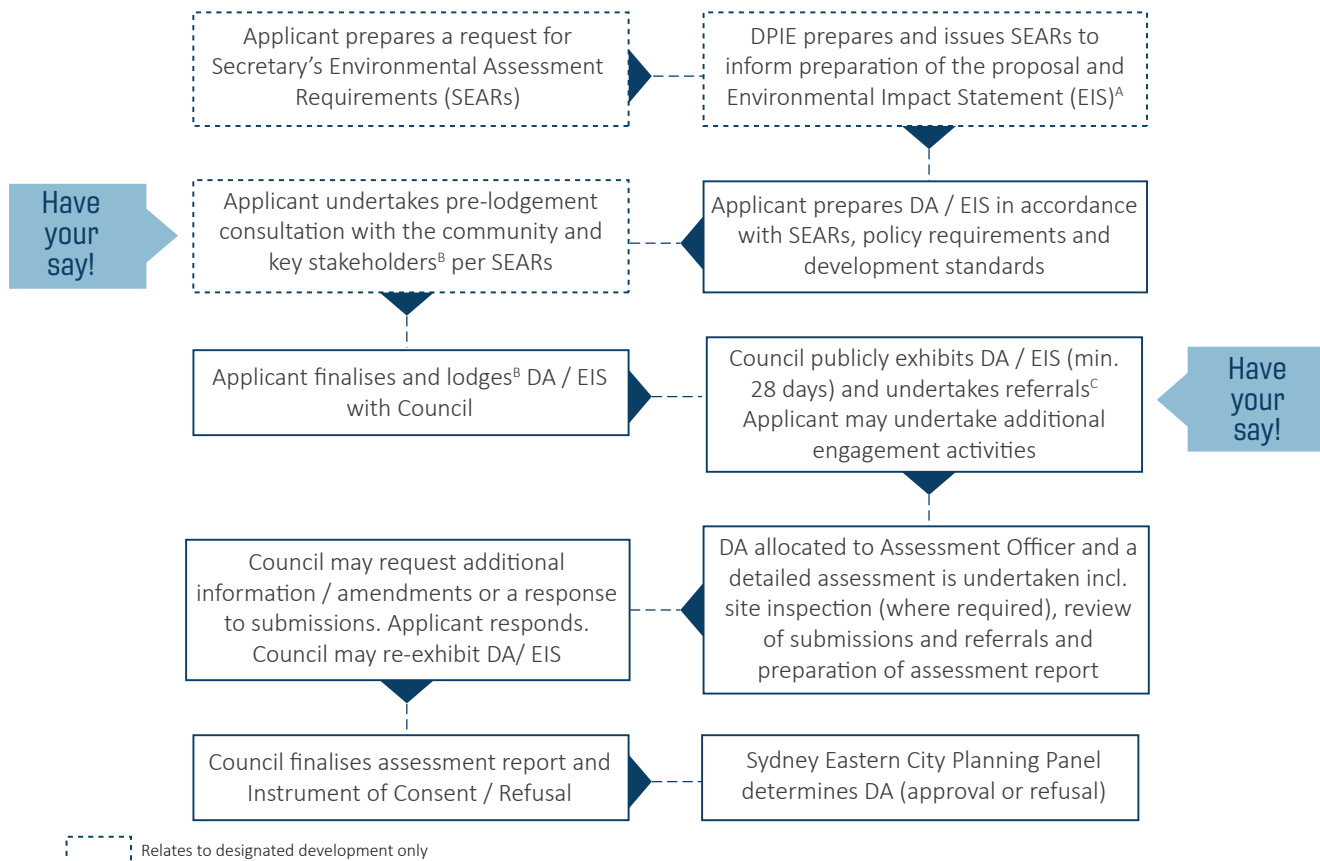 Applicant prepares a request for
Secretary's Environmental Assessment
Requirements (SEARs)
DPIE prepares and issues SEARs to
inform preparation of the proposal and
Environmental Impact Statement (EIS)A
Have
your
say!
Applicant undertakes pre-lodgement
consultation with the community and
key stakeholdersB per SEARs
Applicant prepares DA / EIS in accordance
with SEARs, policy requirements and
development standards
Applicant finalises and lodgesB DA / EIS
with Council
Council publicly exhibits DA / EIS (min.
28 days) and undertakes referralsC
Applicant may undertake additional
engagement activities
Have
your
say!
Council may request additional
information / amendments or a response
to submissions. Applicant responds.
Council may re-exhibit DA/ EIS
DA allocated to Assessment Officer and a
detailed assessment is undertaken incl.
site inspection (where required), review
of submissions and referrals and
preparation of assessment report
Council finalises assessment report and
Instrument of Consent / Refusal
Sydney Eastern City Planning Panel
determines DA (approval or refusal)
Relates to designated development only